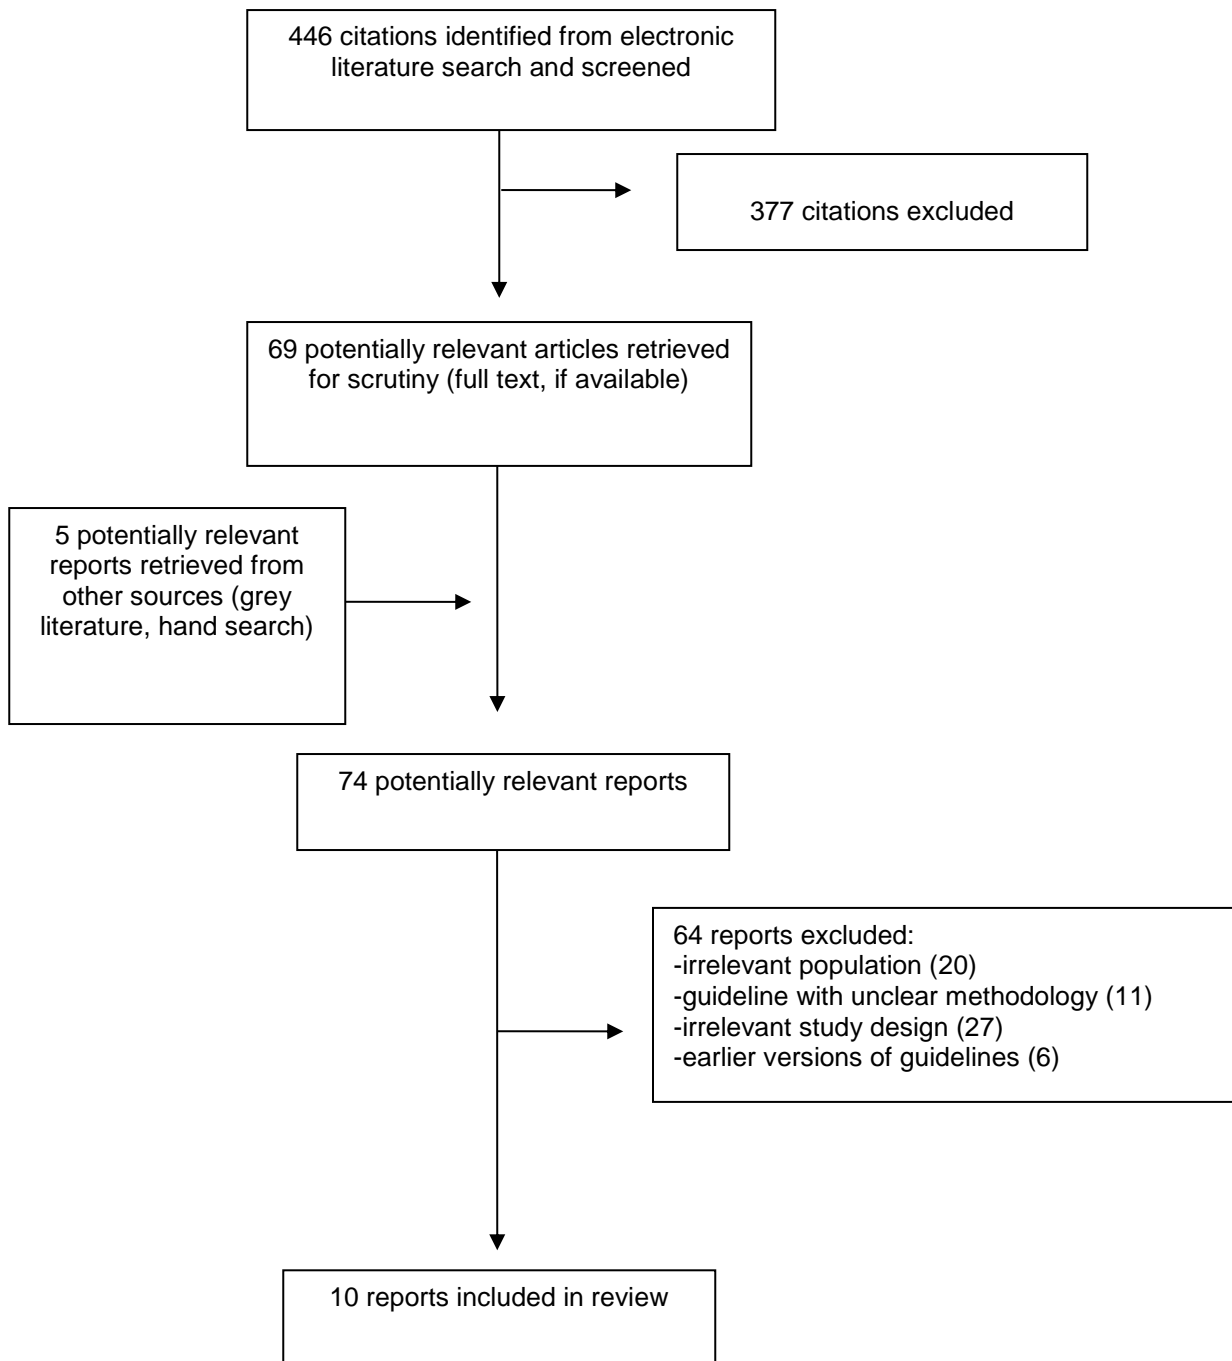 446 citations identified from electronic
literature search and screened
377 citations excluded
69 potentially relevant articles retrieved
for scrutiny (full text, if available)
5 potentially relevant
reports retrieved from
other sources (grey
literature, hand search)
74 potentially relevant reports
64 reports excluded:
-irrelevant population (20)
-guideline with unclear methodology (11)
-irrelevant study design (27)
-earlier versions of guidelines (6)
10 reports included in review